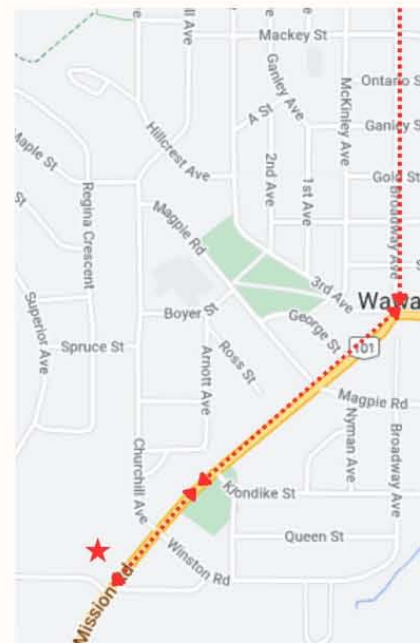 ill Ave
Mackey St
Ganley Ave
McKinley Ave
Ontario S
A St
Ganley S
Hillcrest Ave
2nd Ave
1st Ave
Gold St
Broadway Ave
Maple St
St
Regina Crescent
Magpie Rd
3rd Ave
Wawa
Superior Ave
Boyer St
George St
101
Spruce St
Arnott Ave
Ross St
Magpie Rd
Nyman Ave
Broadway Ave
Churchill Ave
Klondike St
Queen St
Winston Rd
Mission Rd